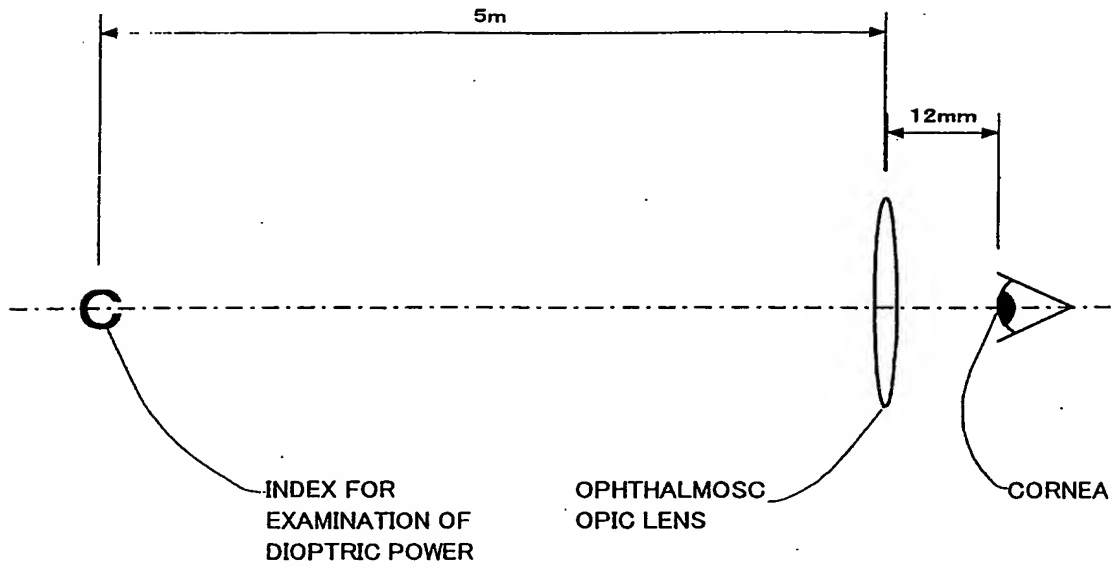 5m
12mm
C
INDEX FOR
EXAMINATION OF
DIOPTRIC POWER
OPHTHALMOSC
OPIC LENS
CORNEA